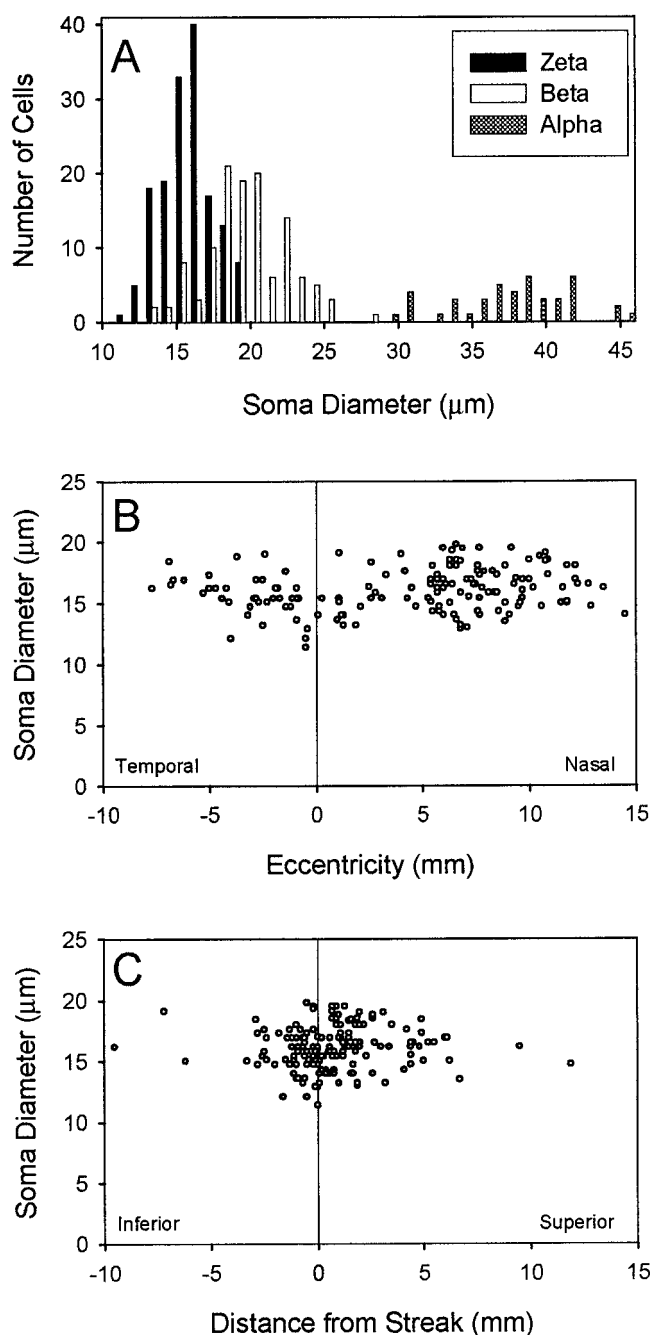 A
40
30
20
10
0
Number of Cells
Zeta
Beta
Alpha
10 15 20 25 30 35 40 45
Soma Diameter (μm)
B
25
20
15
10
5
0
Soma Diameter (μm)
Temporal Nasal
-10 -5 0 5 10 15
Eccentricity (mm)
C
25
20
15
10
5
0
Soma Diameter (μm)
Inferior Superior
-10 -5 0 5 10 15
Distance from Streak (mm)